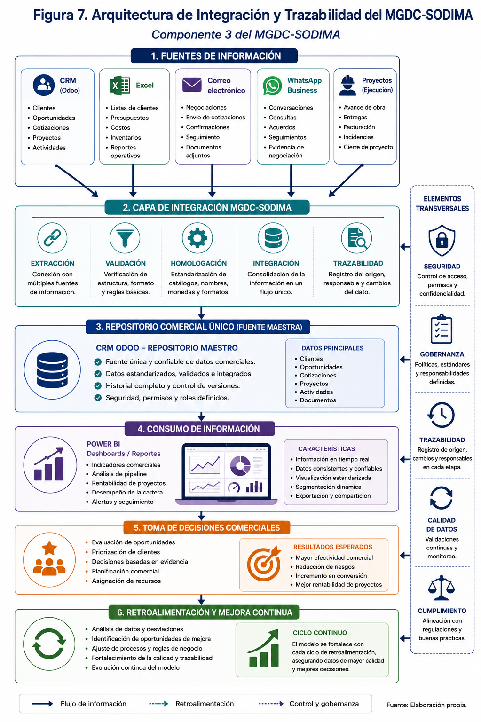 Figura 7. Arquitectura de Integración y Trazabilidad del MGDC-SODIMA
Componente 3 del MGDC-SODIMA
1. FUENTES DE INFORMACIÓN
CRM
(Odoo)
• Clientes
• Oportunidades
• Cotizaciones
• Proyectos
• Actividades
Excel
• Listas de clientes
• Presupuestos
• Costos
• Inventarios
• Reportes
operativos
Correo
electrónico
• Negociaciones
• Envío de cotizaciones
• Confirmaciones
• Seguimiento
• Documentos
adjuntos
WhatsApp
Business
• Conversaciones
• Consultas
• Acuerdos
• Seguimientos
• Evidencia de
negociación
Proyectos
(Ejecución)
• Avance de obra
• Entregas
• Facturación
• Incidencias
• Cierre de proyecto
2. CAPA DE INTEGRACIÓN MGDC-SODIMA
EXTRACCIÓN
Conexión con
múltiples fuentes
de información.
VALIDACIÓN
Verificación de
estructura, formato
y reglas básicas.
HOMOLOGACIÓN
Estandarización de
catálogos, nombres,
monedas y formatos
INTEGRACIÓN
Consolidación de la
información en un
flujo único.
TRAZABILIDAD
Registro de origen,
responsable y cambios
del dato.
3. REPOSITORIO COMERCIAL ÚNICO (FUENTE MAESTRA)
CRM ODOO – REPOSITORIO MAESTRO
Fuente única y confiable de datos comerciales.
Datos estandarizados, validados e integrados
Historial completo y control de versiones.
Seguridad, permisos y roles definidos.
DATOS PRINCIPALES
• Clientes
• Oportunidades
• Cotizaciones
• Proyectos
• Actividades
• Documentos
4. CONSUMO DE INFORMACIÓN
POWER BI
Dashboards / Reportes
• Indicadores comerciales
• Análisis de pipeline
• Rentabilidad de proyectos
• Desempeño de la cartera
• Alertas y seguimiento
CARACTERÍSTICAS
• Información en tiempo real
• Datos consistentes y confiables
• Visualización estandarizada
• Segmentación dinámica
• Exportación y compartición
5. TOMA DE DECISIONES COMERCIALES
• Evaluación de oportunidades
• Priorización de clientes
• Decisiones basadas en evidencia
• Planificación comercial
• Asignación de recursos
RESULTADOS ESPERADOS
• Mayor efectividad comercial
• Reducción de riesgos
• Incremento en conversión
• Mejor rentabilidad de proyectos
6. RETROALIMENTACIÓN Y MEJORA CONTINUA
• Análisis de datos y desviaciones
• Identificación de oportunidades de mejora
• Ajuste de procesos y reglas de negocio
• Fortalecimiento de la calidad y trazabilidad
• Evolución continua del modelo
CICLO CONTINUO
El modelo se fortalece con
cada ciclo de retroalimentación,
asegurando datos de mayor calidad
y mejores decisiones.
ELEMENTOS
TRANSVERSALES
SEGURIDAD
Control de acceso,
permisos y
confidencialidad.
GOBERNANZA
Políticas, estándares
y responsabilidades
definidas.
TRAZABILIDAD
Registro de origen,
cambios y responsables
en cada etapa.
CALIDAD
DE DATOS
Validaciones
continuas y
monitoreo.
CUMPLIMIENTO
Alineación con
regulaciones y
buenas prácticas.
Flujo de información
Retroalimentación
Control y gobernanza
Fuente: Elaboración propia.